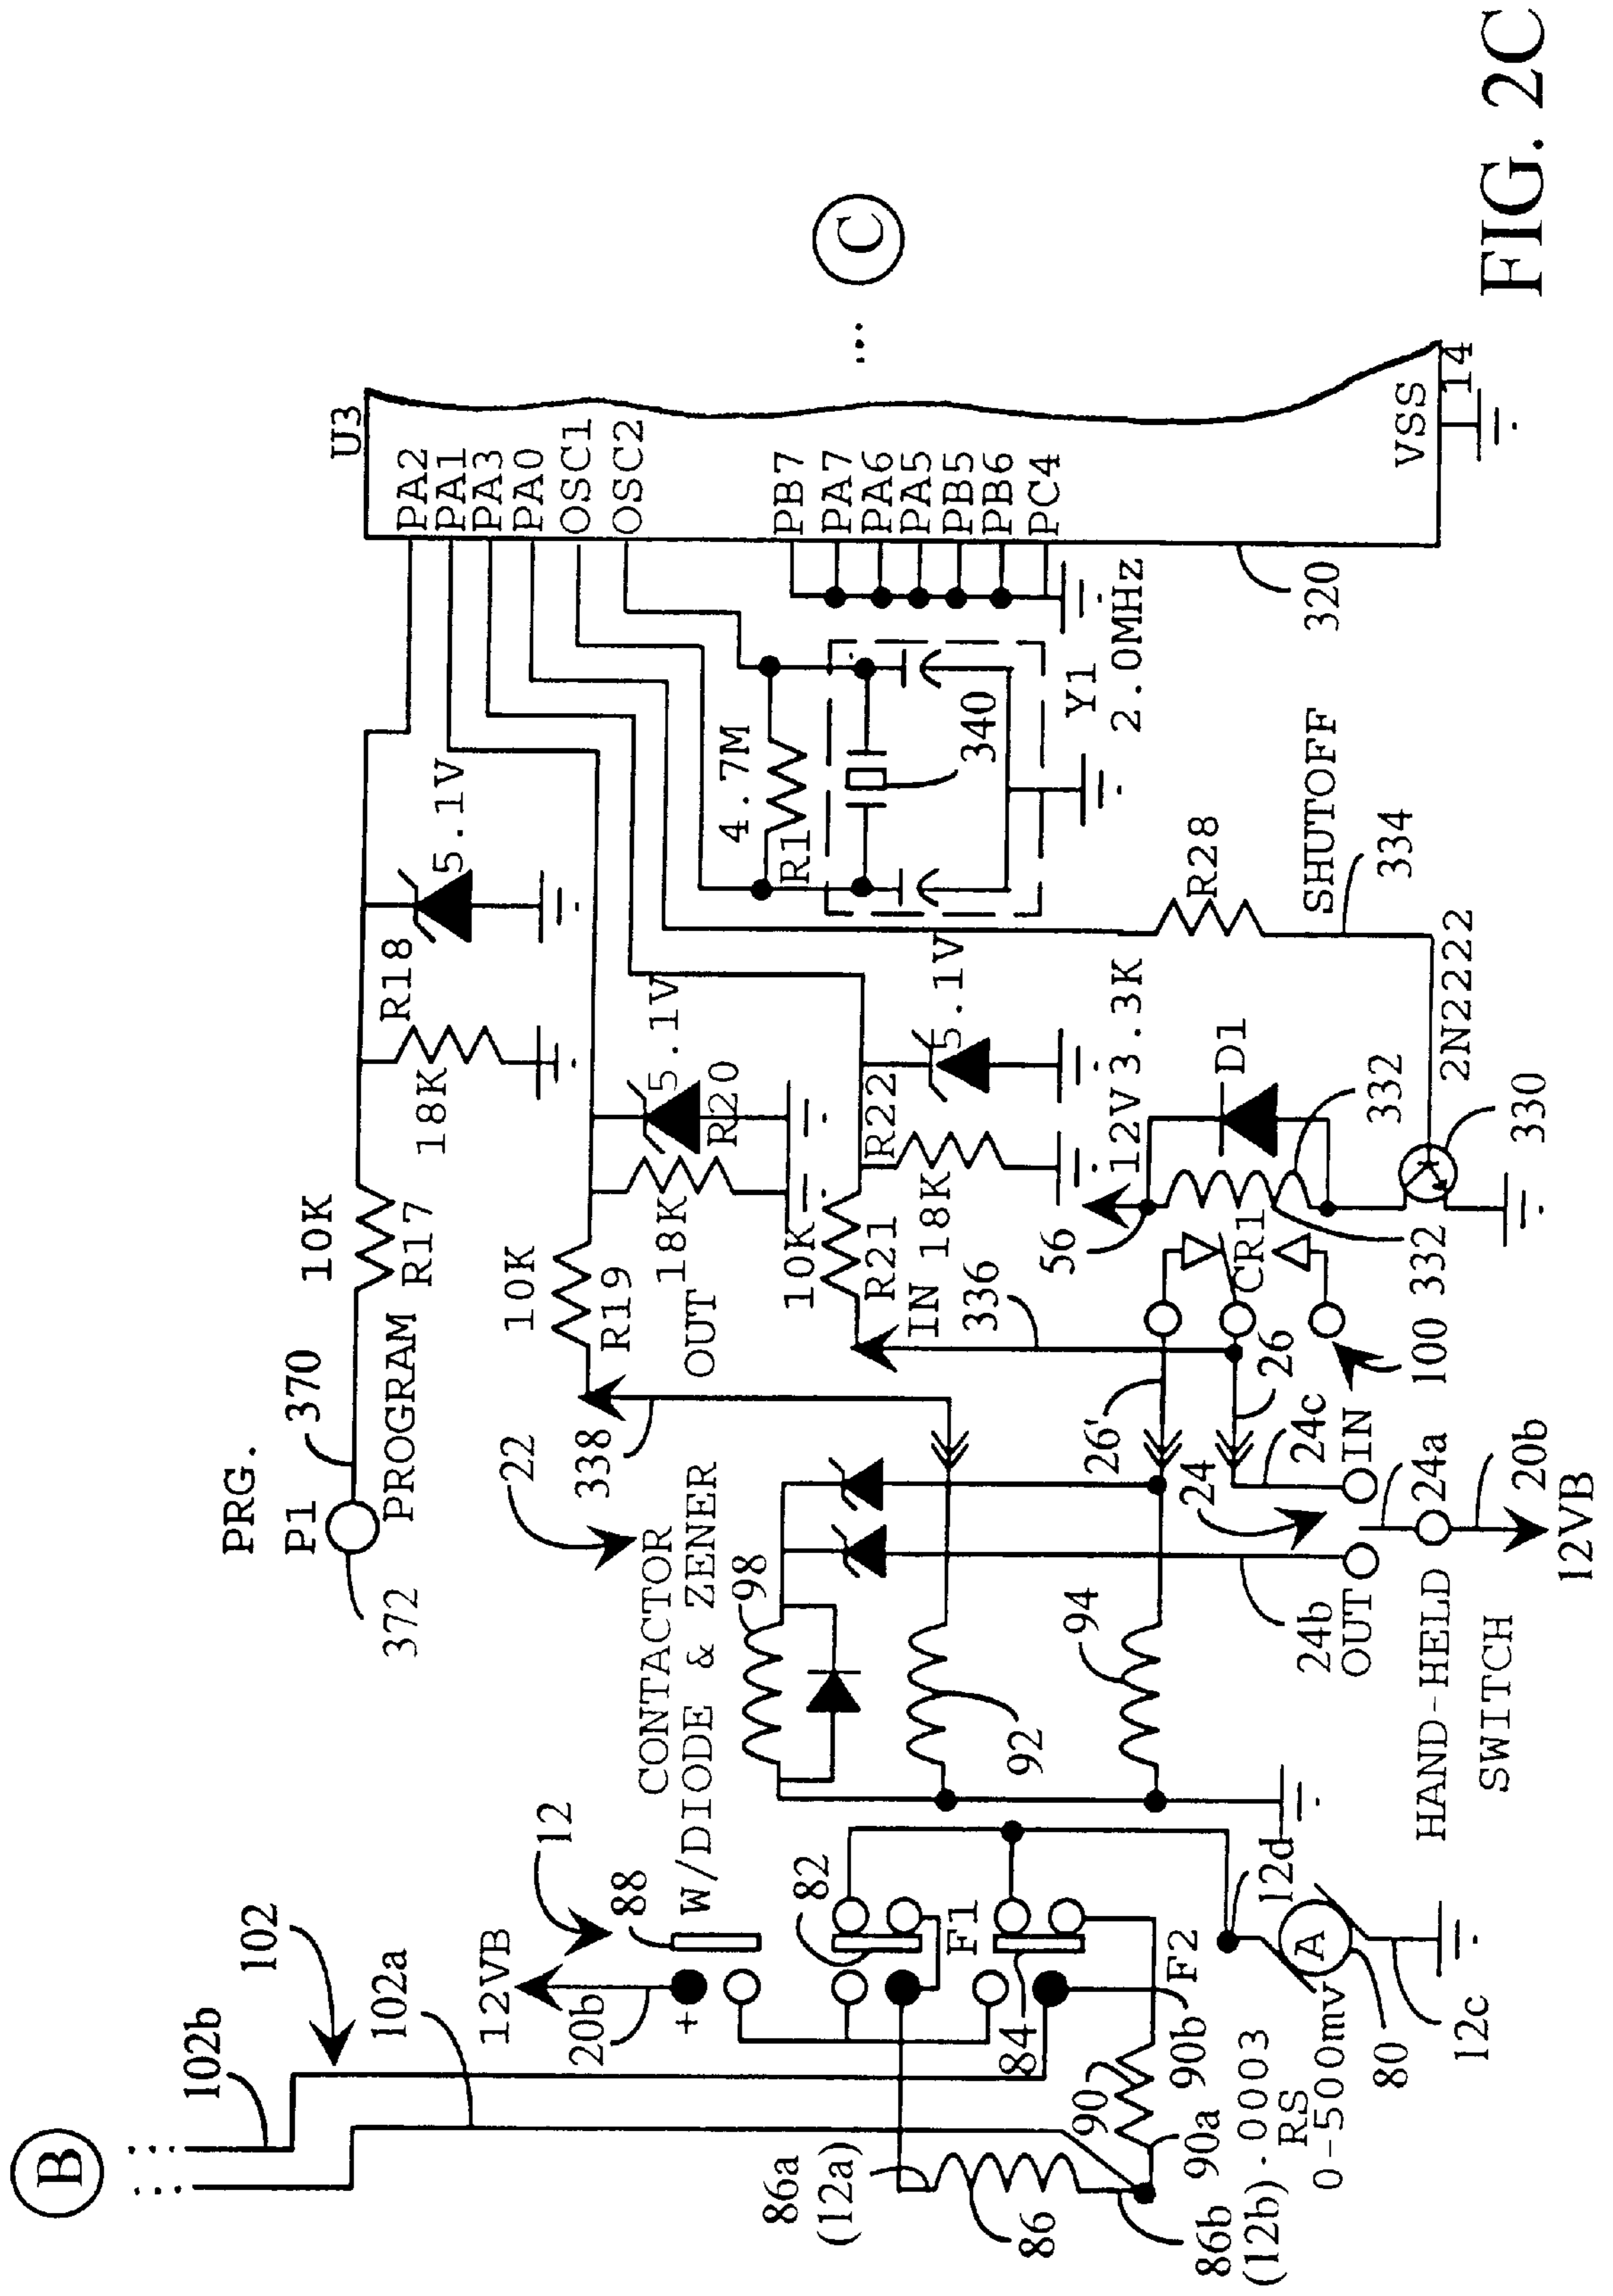 B
102b
102
102a
12VB
20b
+
12
88
82
F1
84
F2
90
90b
90a
86a
(12a)
86
86b
(12b)
.0003
RS
0-500mv
A
80
12c
12d
PRG.
P1
372
370
PROGRAM
10K
R17
18K
R18
5.1V
22
CONTACTOR
W/DIODE & ZENER
98
92
94
338
OUT
10K
R19
18K
R20
5.1V
10K
R21
IN
18K
R22
5.1V
336
26'
26
24
24c
IN
24a
20b
12VB
24b
OUT
HAND-HELD
SWITCH
100
CR1
332
332
56
12V
3.3K
D1
330
2N2222
334
SHUTOFF
R28
4.7M
R1
340
Y1
2.0MHz
U3
PA2
PA1
PA3
PA0
OSC1
OSC2
PB7
PA7
PA6
PA5
PB5
PB6
PC4
VSS
14
320
...
C
FIG. 2C